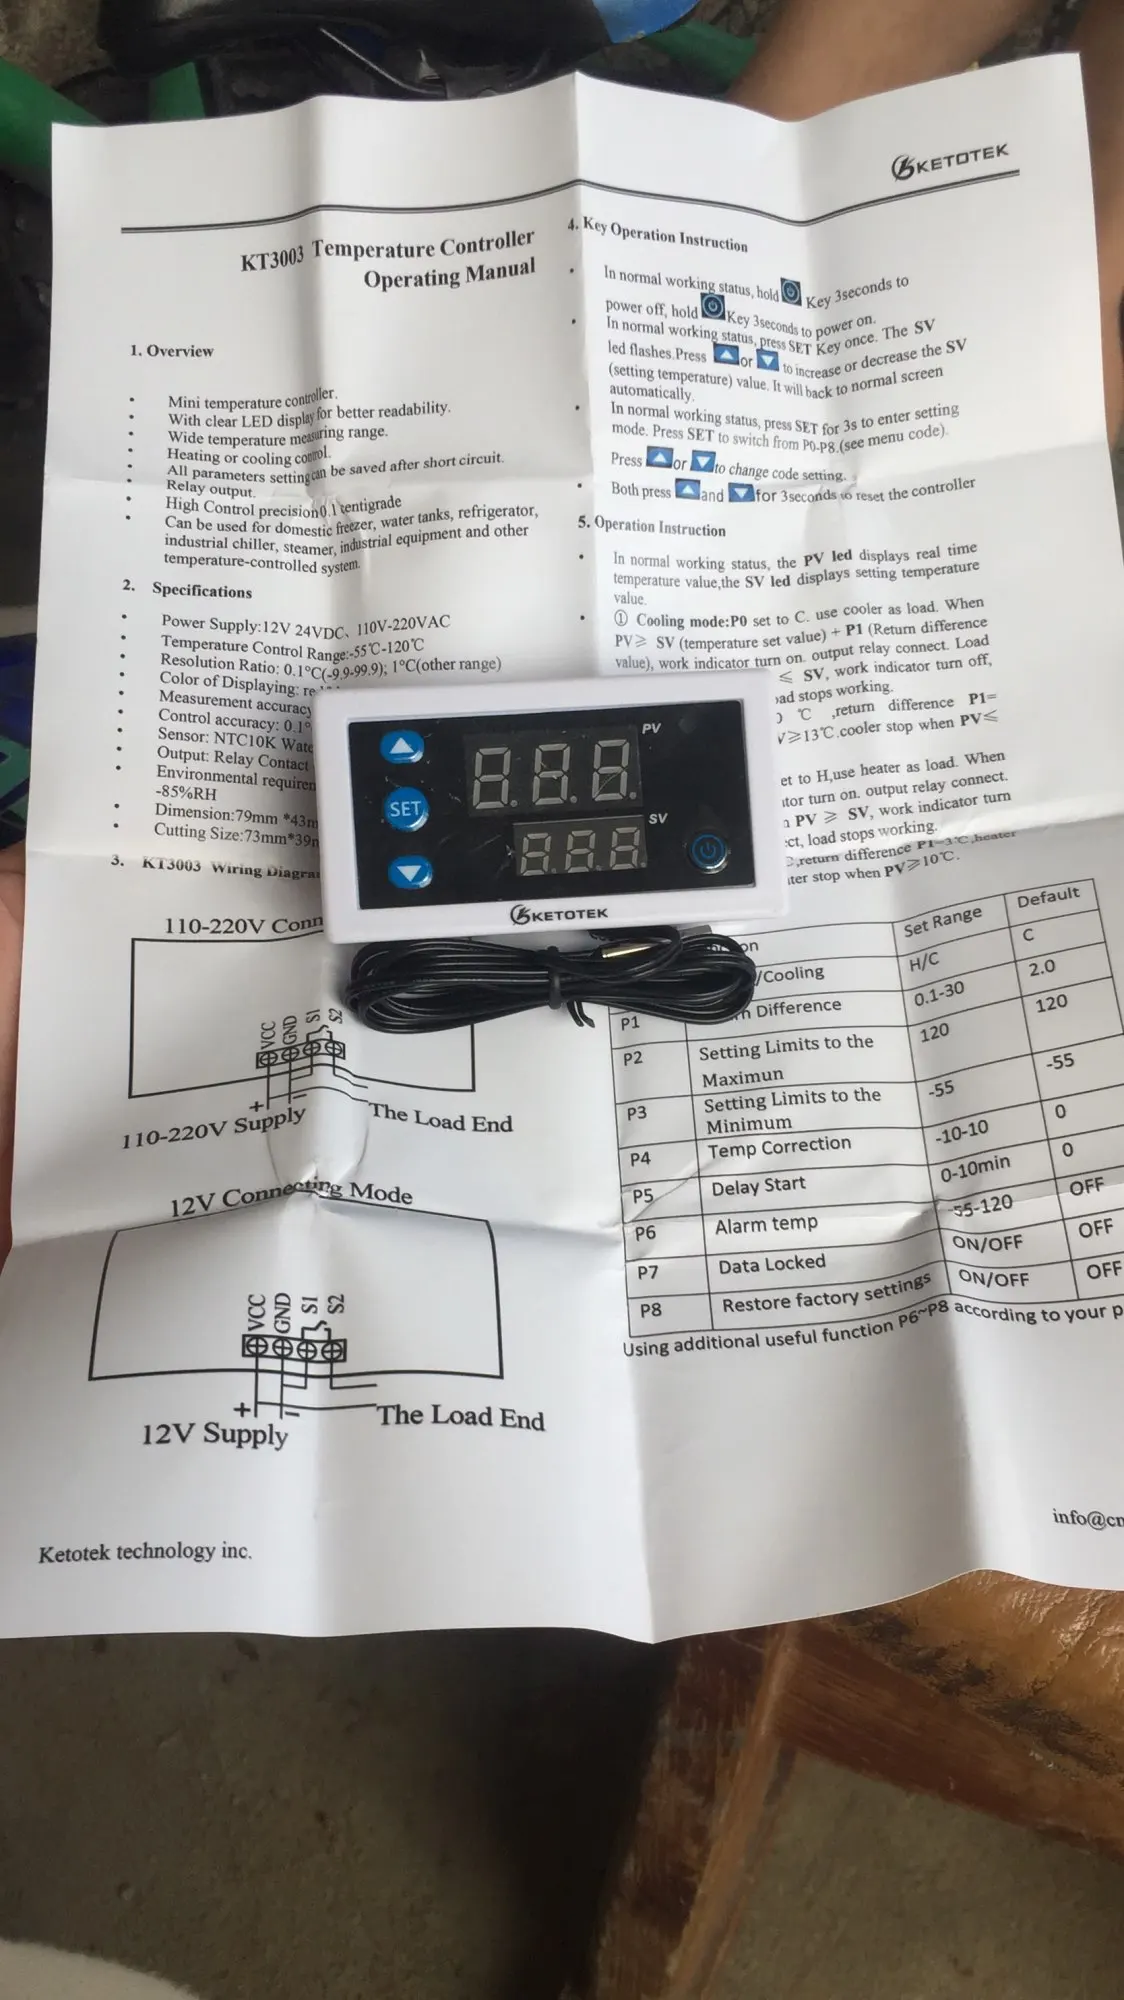 KETOTEK
KT3003 Temperature Controller
Operating Manual
1. Overview
• Mini temperature controller.
• With clear LED display for better readability.
• Wide temperature measuring range.
• Heating or cooling control.
• All parameters setting can be saved after short circuit.
• Relay output.
• High Control precision 0.1 centigrade
• Can be used for domestic freezer, water tanks, refrigerator,
industrial chiller, steamer, industrial equipment and other
temperature-controlled system.
2. Specifications
• Power Supply:12V 24VDC、110V-220VAC
• Temperature Control Range:-55℃-120℃
• Resolution Ratio: 0.1°C(-9.9-99.9); 1°C(other range)
• Color of Displaying:
• Measurement accuracy
• Control accuracy: 0.1°
• Sensor: NTC10K
• Output: Relay Contact
• Environmental
-85%RH
• Dimension:79mm *43m
• Cutting Size:73mm*39m
3. KT3003 Wiring
110-220V
VCC
GND
S1
S2
+
−
110-220V Supply
The Load End
12V Connecting Mode
VCC
GND
S1
S2
+
−
12V Supply
The Load End
Ketotek technology inc.
4. Key Operation Instruction
• In normal working status, hold Key 3seconds to
power off, hold Key 3seconds to power on.
• In normal working status, press SET Key once. The SV
led flashes.Press or to increase or decrease the SV
(setting temperature) value. It will back to normal screen
automatically.
• In normal working status, press SET for 3s to enter setting
mode. Press SET to switch from P0-P8.(see menu code).
Press or to change code setting.
• Both press and for 3seconds to reset the controller
5. Operation Instruction
• In normal working status, the PV led displays real time
temperature value,the SV led displays setting temperature
value.
• ① Cooling mode:P0 set to C. use cooler as load. When
PV≥ SV (temperature set value) + P1 (Return difference
value), work indicator turn on. output relay connect. Load
≤ SV, work indicator turn off,
stops working.
℃ ,return difference P1=
≥13℃.cooler stop when PV≤
to H,use heater as load. When
turn on. output relay connect.
PV ≥ SV, work indicator turn
load stops working.
,return difference P1=3℃.heater
stop when PV≥10℃.
Set Range Default
/Cooling H/C C
P1 Difference 0.1-30 2.0
P2 Setting Limits to the
Maximun 120 120
P3 Setting Limits to the
Minimum -55 -55
P4 Temp Correction -10-10 0
P5 Delay Start 0-10min 0
P6 Alarm temp -55-120 OFF
P7 Data Locked ON/OFF OFF
P8 Restore factory settings ON/OFF OFF
Using additional useful function P6~P8 according to your
info@
PV
SET
SV
KETOTEK